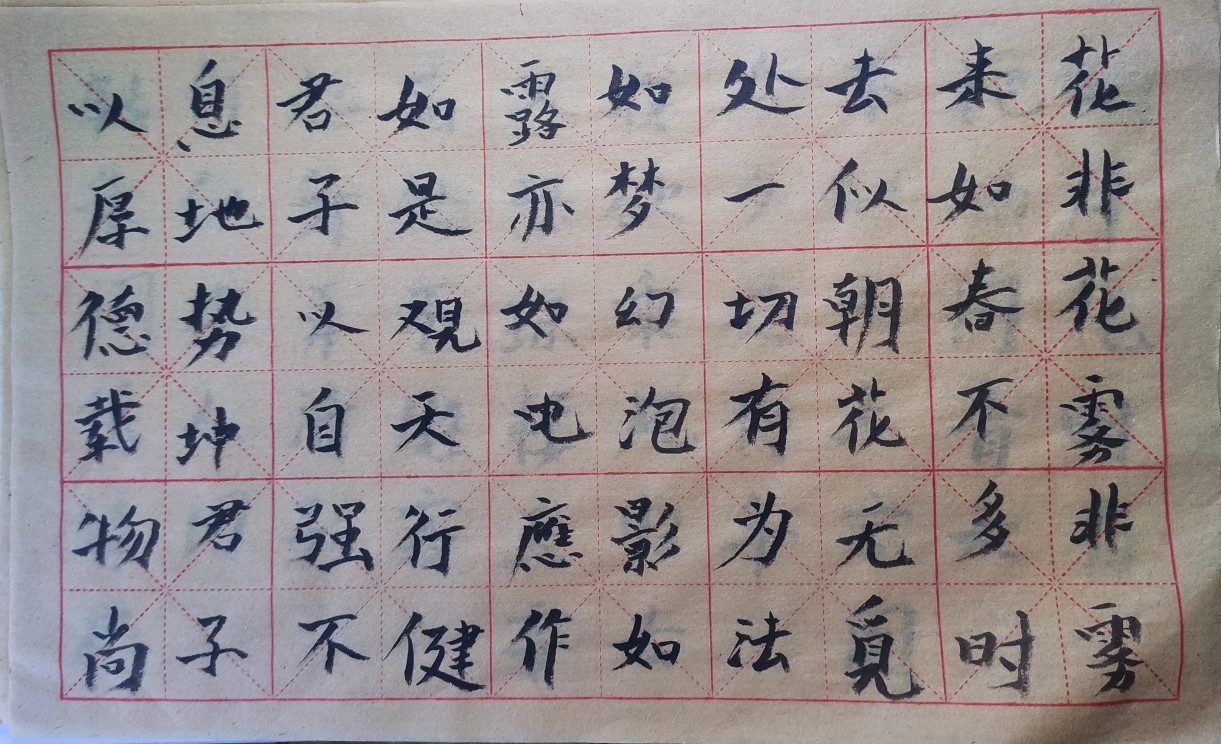 花非花雾非雾
来如春不多时
去似朝花无觅
处一切有为法
如梦幻泡影如
露亦如电應作
如是观天行健
君子以自强不
息地势坤君子
以厚德载物尚